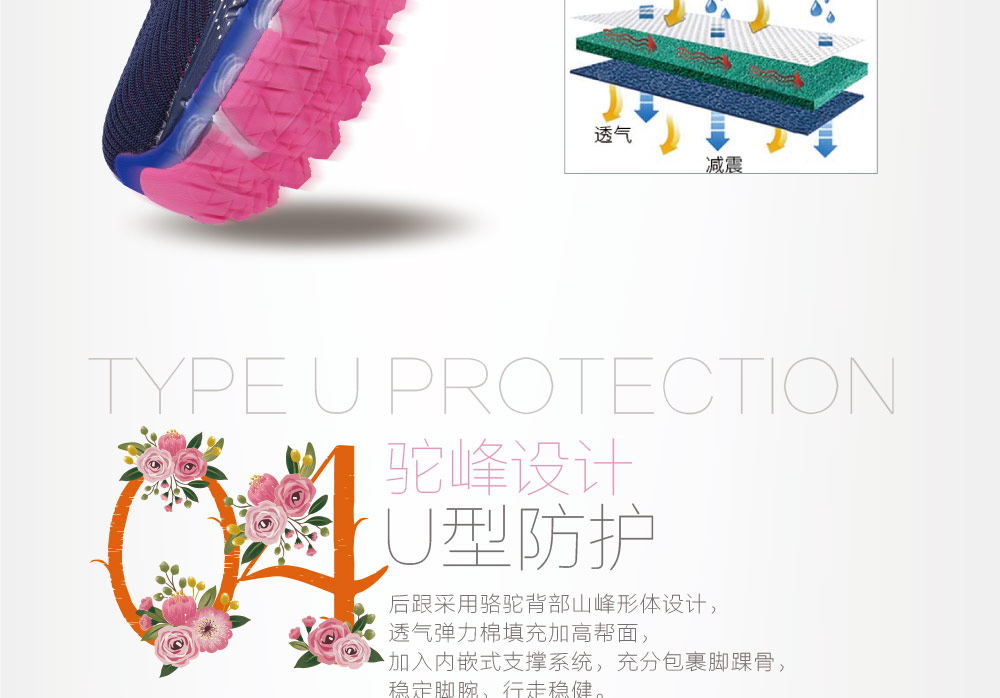 透气
减震
TYPE U PROTECTION
04
驼峰设计
U型防护
后跟采用骆驼背部山峰形体设计，
透气弹力棉填充加高帮面，
加入内嵌式支撑系统，充分包裹脚踝骨，
稳定脚腕，行走稳健。